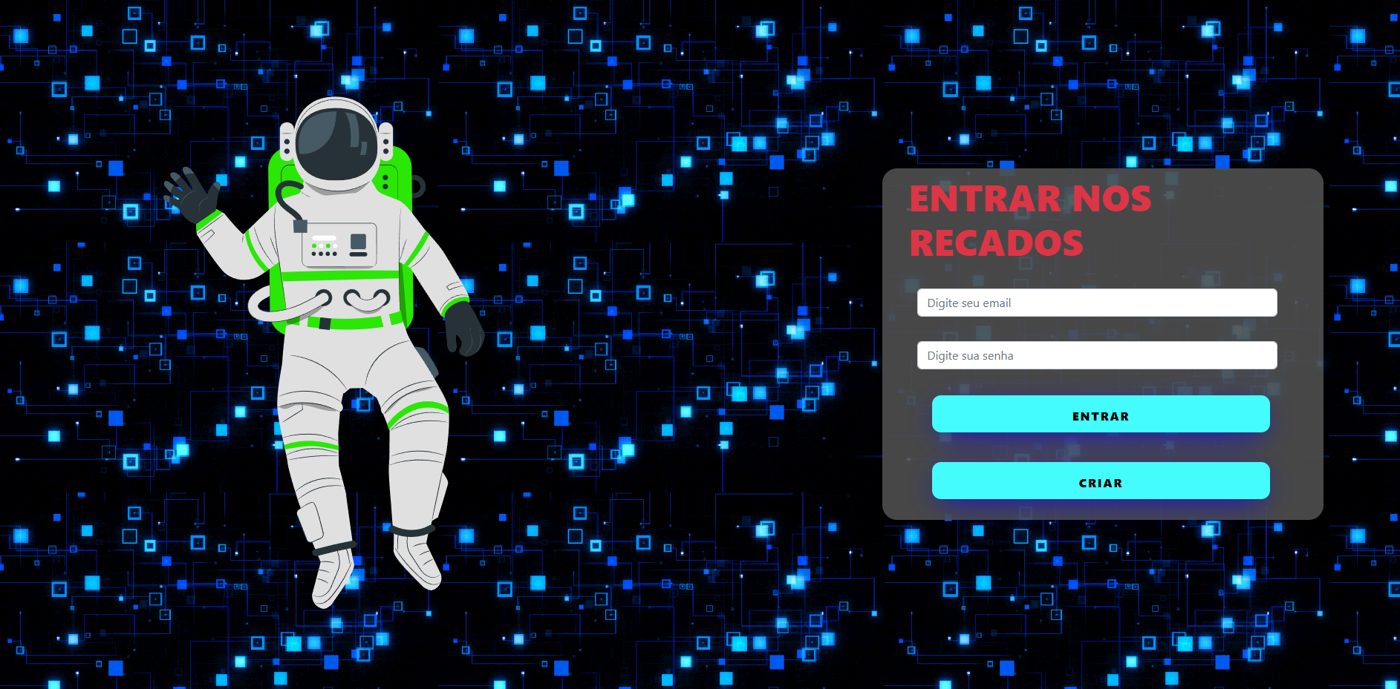 ENTRAR NOS
RECADOS
Digite seu email
Digite sua senha
ENTRAR
CRIAR